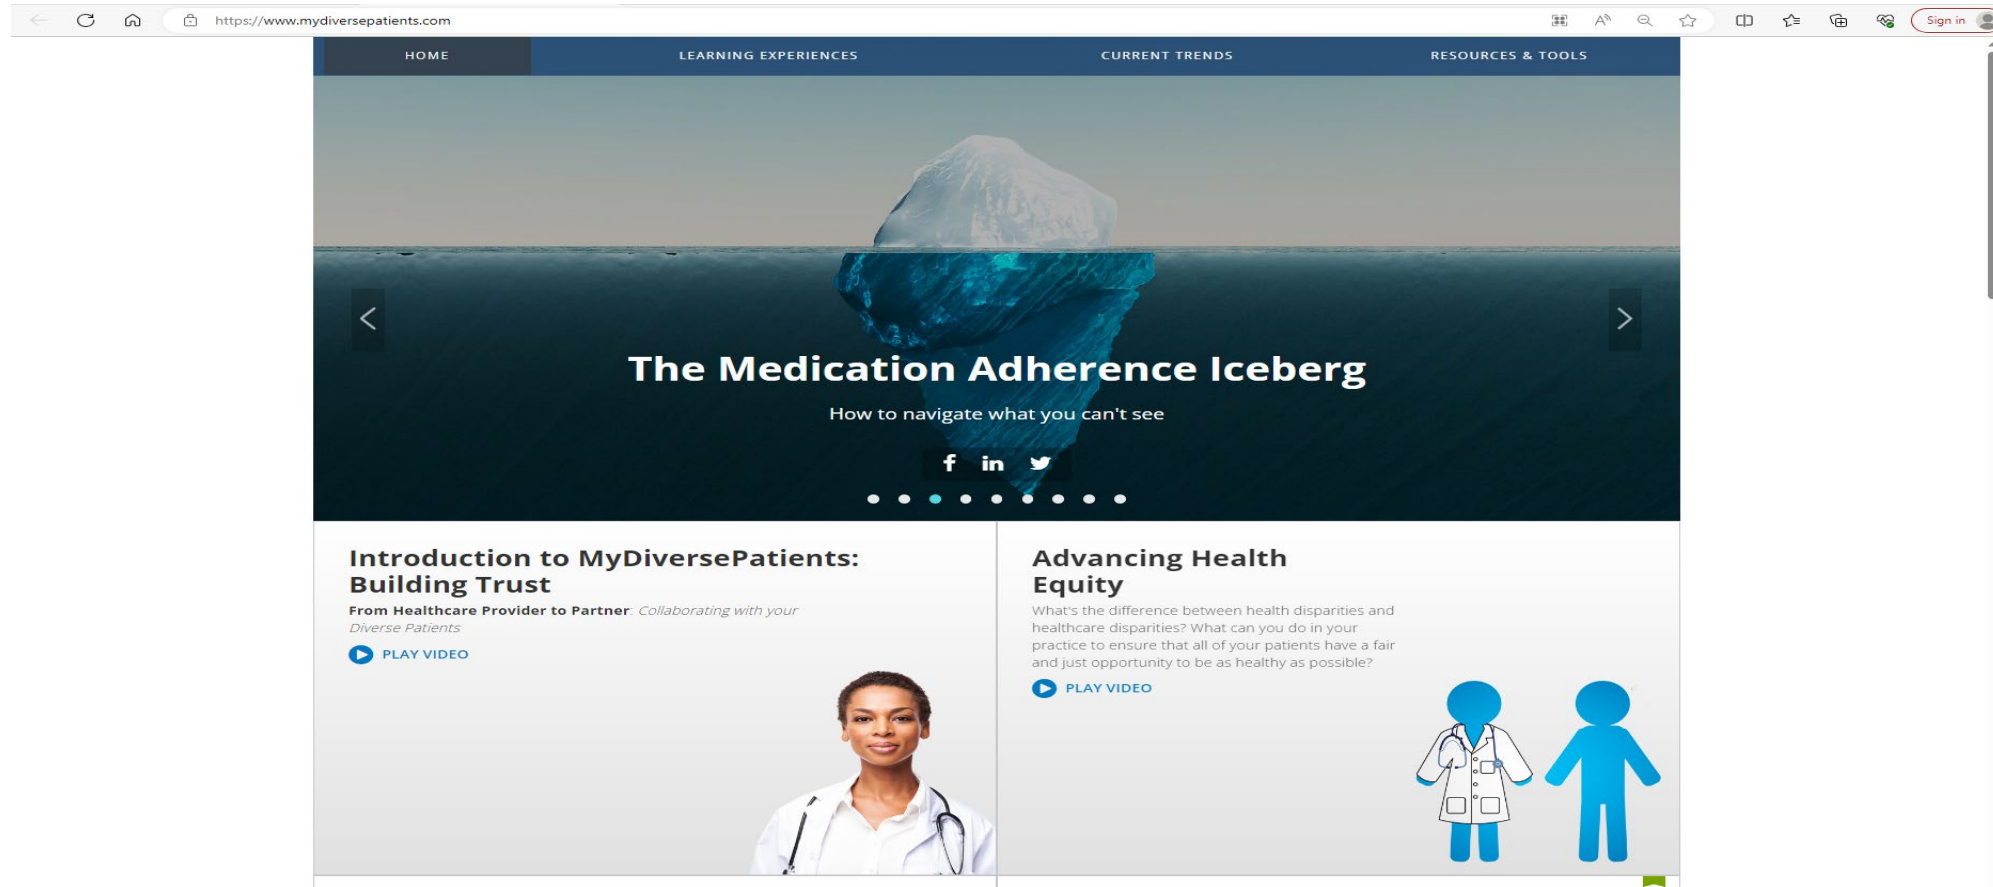 https://www.mydiversepatients.com
Sign in
HOME
LEARNING EXPERIENCES
CURRENT TRENDS
RESOURCES & TOOLS
The Medication Adherence Iceberg
How to navigate what you can't see
Introduction to MyDiversePatients:
Building Trust
From Healthcare Provider to Partner: Collaborating with your
Diverse Patients
PLAY VIDEO
Advancing Health
Equity
What's the difference between health disparities and
healthcare disparities? What can you do in your
practice to ensure that all of your patients have a fair
and just opportunity to be as healthy as possible?
PLAY VIDEO